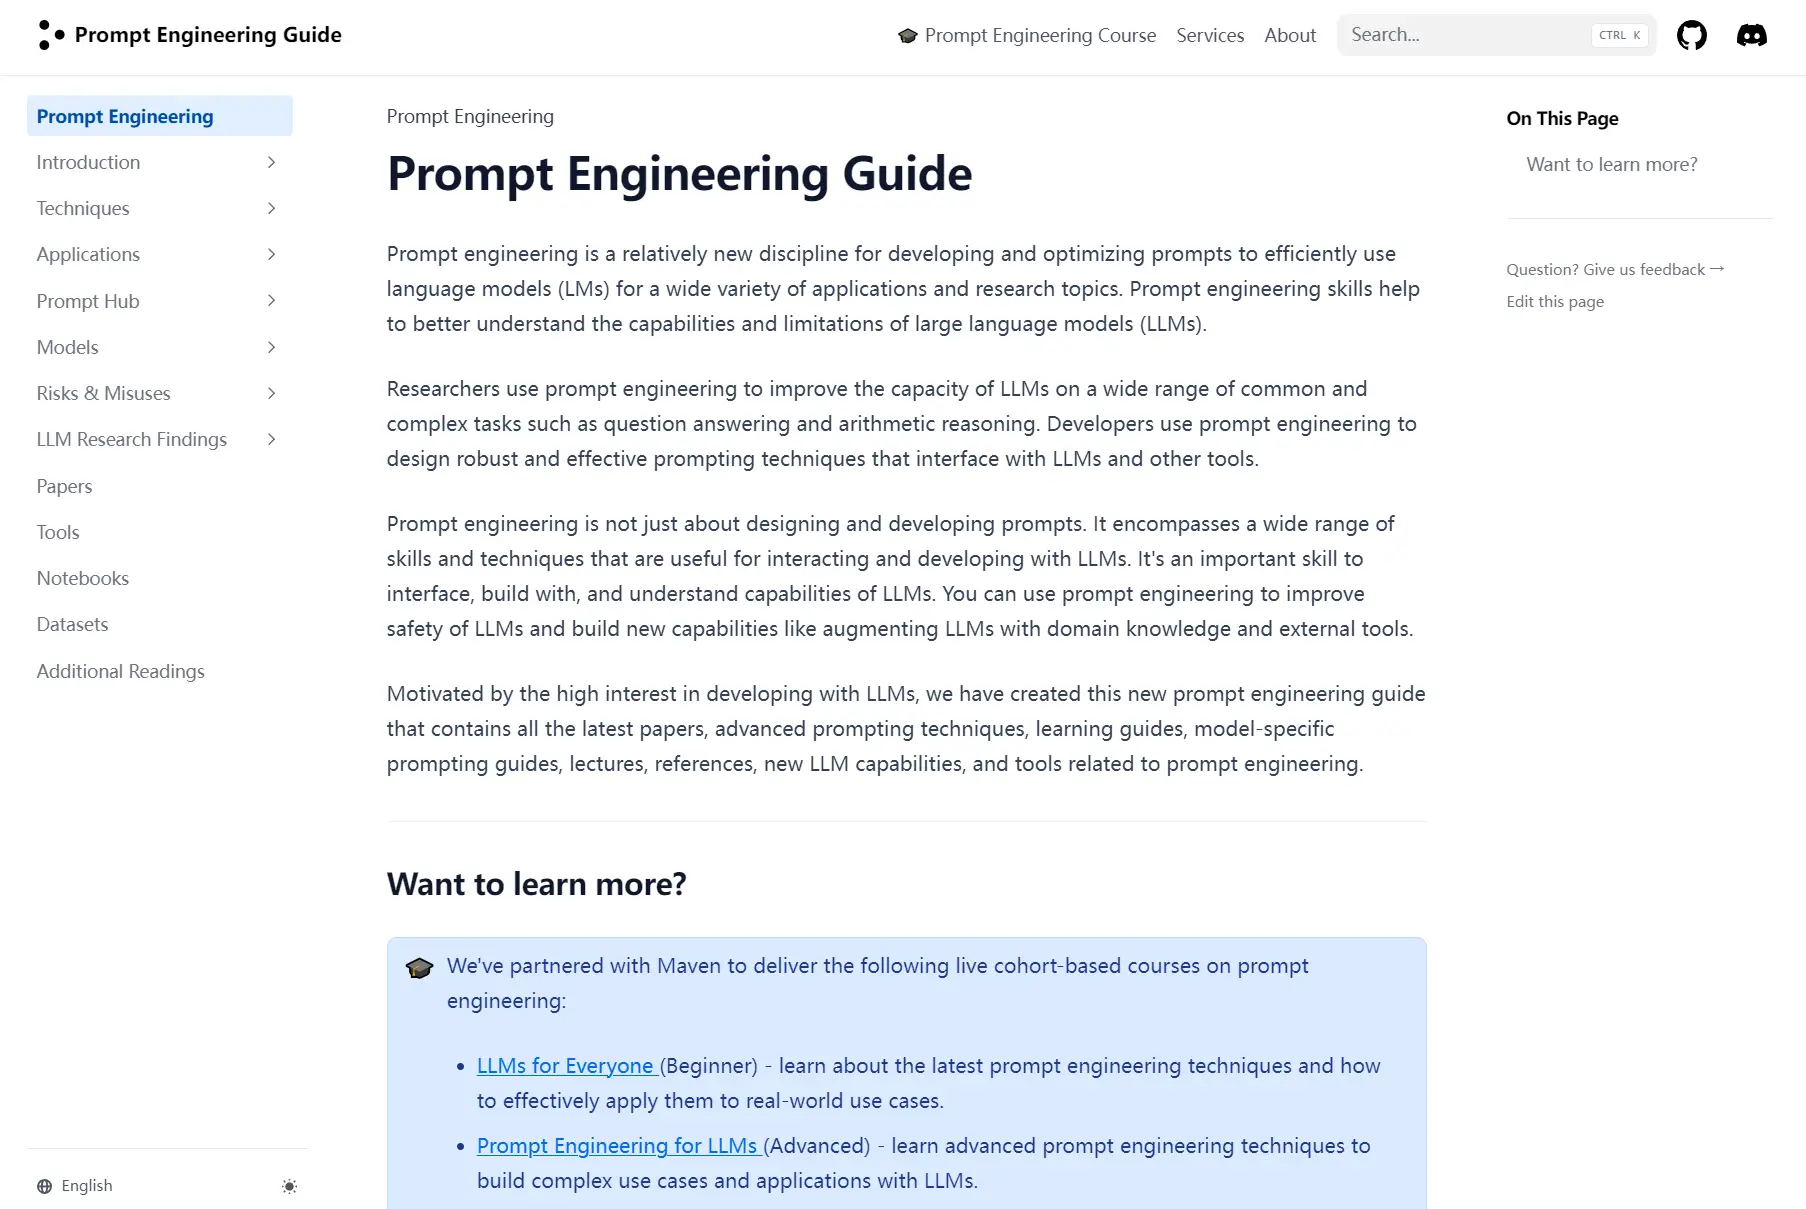 Prompt Engineering Guide
Prompt Engineering Course
Services
About
Search...
CTRL K
Prompt Engineering
Introduction
Techniques
Applications
Prompt Hub
Models
Risks & Misuses
LLM Research Findings
Papers
Tools
Notebooks
Datasets
Additional Readings
English
Prompt Engineering
Prompt Engineering Guide
Prompt engineering is a relatively new discipline for developing and optimizing prompts to efficiently use
language models (LMs) for a wide variety of applications and research topics. Prompt engineering skills help
to better understand the capabilities and limitations of large language models (LLMs).
Researchers use prompt engineering to improve the capacity of LLMs on a wide range of common and
complex tasks such as question answering and arithmetic reasoning. Developers use prompt engineering to
design robust and effective prompting techniques that interface with LLMs and other tools.
Prompt engineering is not just about designing and developing prompts. It encompasses a wide range of
skills and techniques that are useful for interacting and developing with LLMs. It's an important skill to
interface, build with, and understand capabilities of LLMs. You can use prompt engineering to improve
safety of LLMs and build new capabilities like augmenting LLMs with domain knowledge and external tools.
Motivated by the high interest in developing with LLMs, we have created this new prompt engineering guide
that contains all the latest papers, advanced prompting techniques, learning guides, model-specific
prompting guides, lectures, references, new LLM capabilities, and tools related to prompt engineering.
Want to learn more?
We've partnered with Maven to deliver the following live cohort-based courses on prompt
engineering:
• LLMs for Everyone (Beginner) - learn about the latest prompt engineering techniques and how
to effectively apply them to real-world use cases.
• Prompt Engineering for LLMs (Advanced) - learn advanced prompt engineering techniques to
build complex use cases and applications with LLMs.
On This Page
Want to learn more?
Question? Give us feedback →
Edit this page